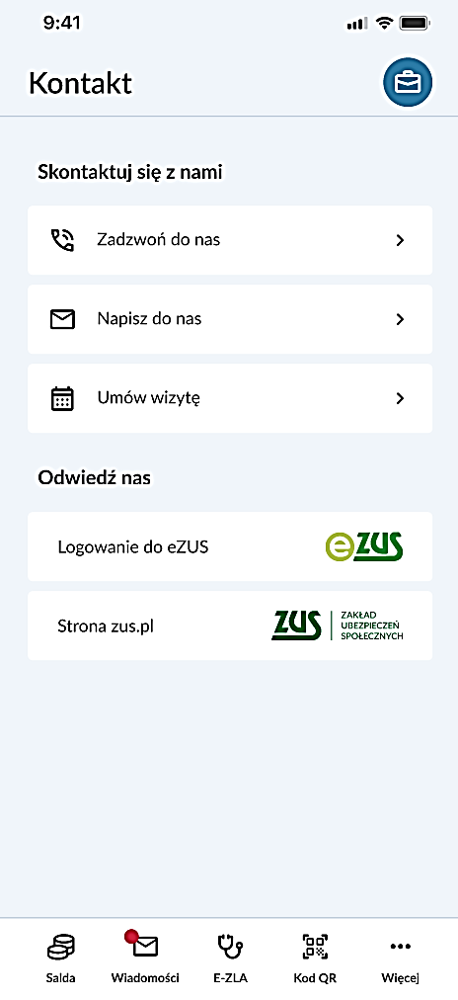 9:41
Kontakt
Skontaktuj się z nami
Zadzwoń do nas
Napisz do nas
Umów wizytę
Odwiedź nas
Logowanie do eZUS
eZUS
Strona zus.pl
ZUS
ZAKŁAD
UBEZPIECZEŃ
SPOŁECZNYCH
Salda
Wiadomości
E-ZLA
Kod QR
Więcej